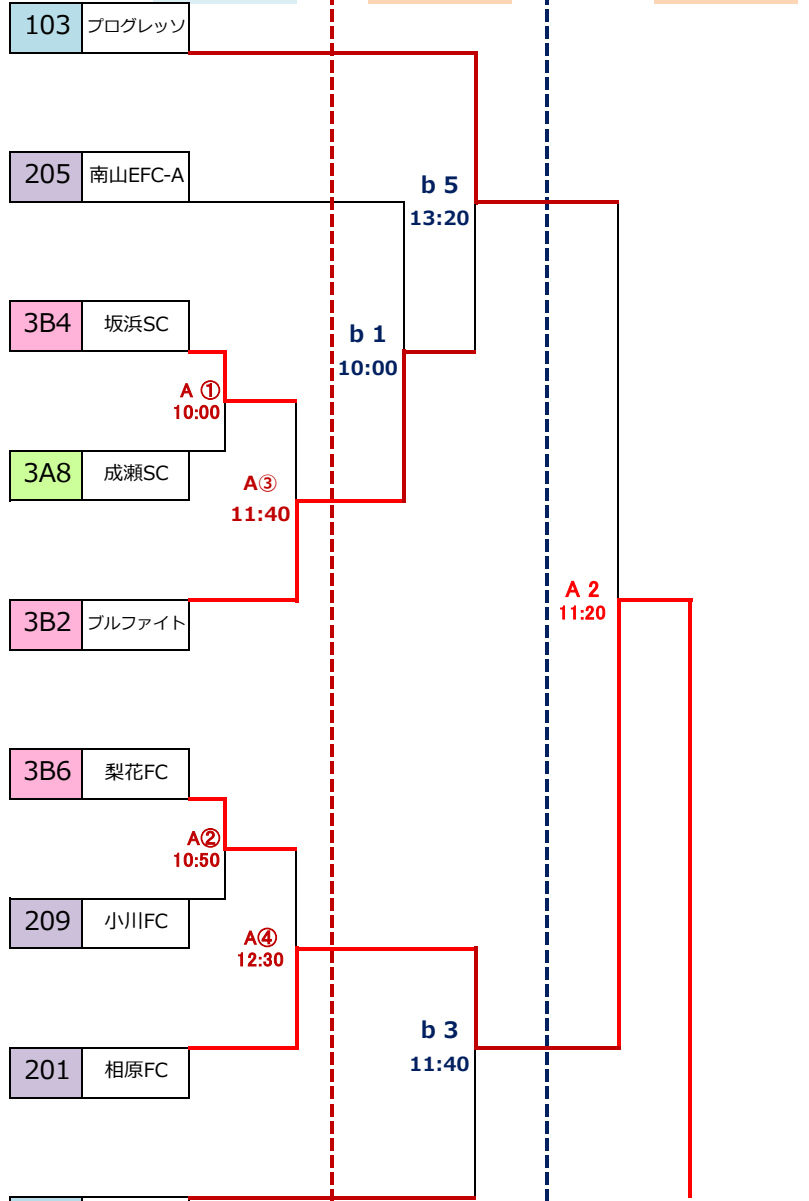 103 プログレッソ
205 南山EFC-A
b 5
13:20
3B4 坂浜SC
b 1
10:00
A ①
10:00
3A8 成瀬SC
A③
11:40
3B2 ブルファイト
A 2
11:20
3B6 梨花FC
A②
10:50
209 小川FC
A④
12:30
b 3
11:40
201 相原FC